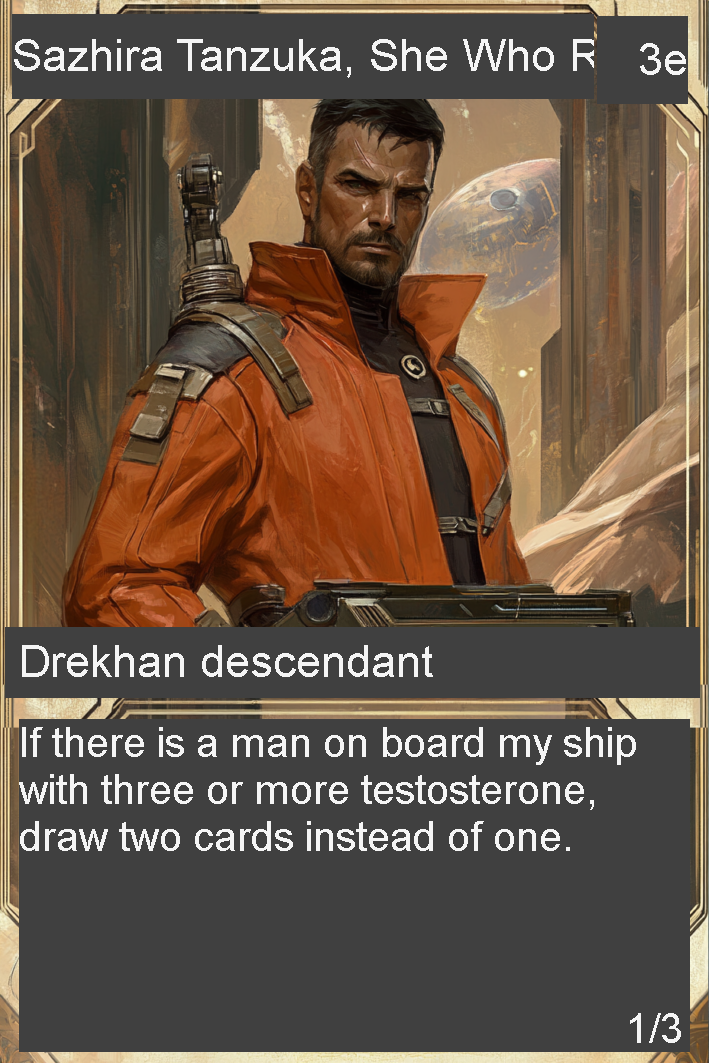 Sazhira Tanzuka, She Who
3e
Drekhan descendant
If there is a man on board my ship
with three or more testosterone,
draw two cards instead of one.
1/3